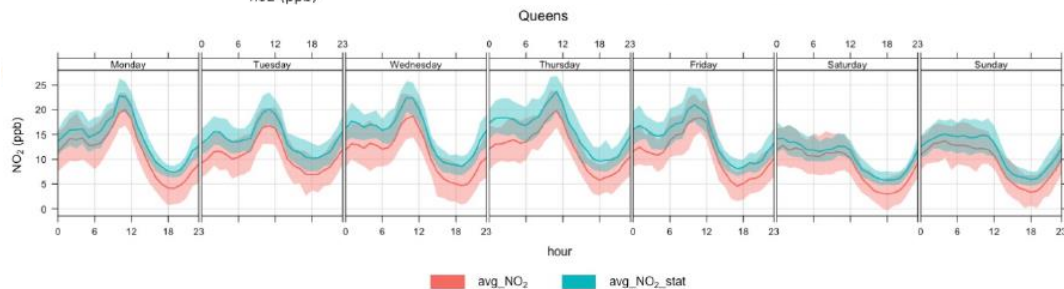 (ppb)
Queens
0 6 12 18 23 0 6 12 18 23 0 6 12 18 23
Monday Tuesday Wednesday Thursday Friday Saturday Sunday
25
20
15
10
5
0
NO₂ (ppb)
0 6 12 18 23 0 6 12 18 23 0 6 12 18 23 0 6 12 18 23
hour
avg_NO₂ avg_NO₂_stat